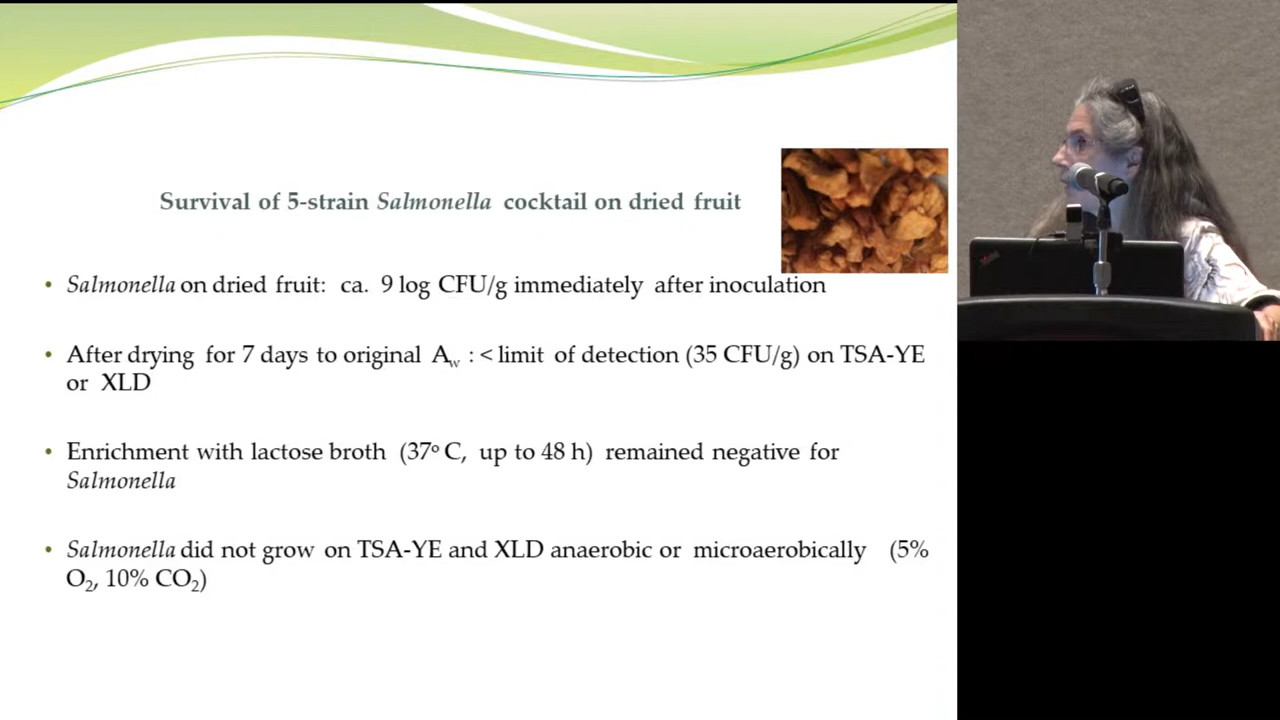 Survival of 5-strain Salmonella cocktail on dried fruit
• Salmonella on dried fruit: ca. 9 log CFU/g immediately after inoculation
• After drying for 7 days to original Aw : < limit of detection (35 CFU/g) on TSA-YE
or XLD
• Enrichment with lactose broth (37° C, up to 48 h) remained negative for
Salmonella
• Salmonella did not grow on TSA-YE and XLD anaerobic or microaerobically (5%
O2, 10% CO2)